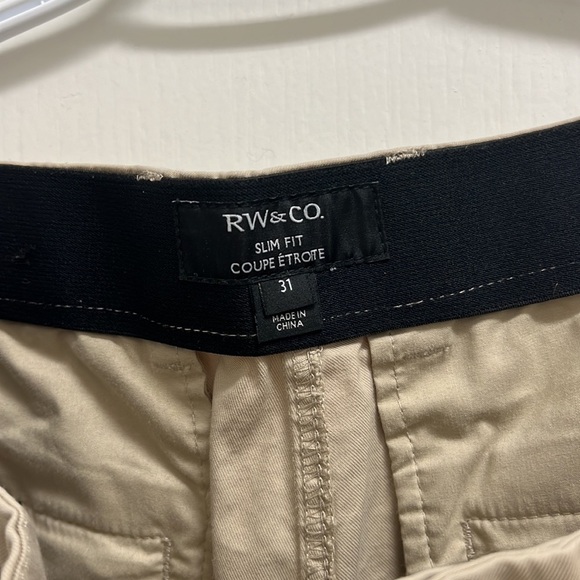 RW&CO.
SLIM FIT
COUPE ÉTROITE
31
MADE IN
CHINA